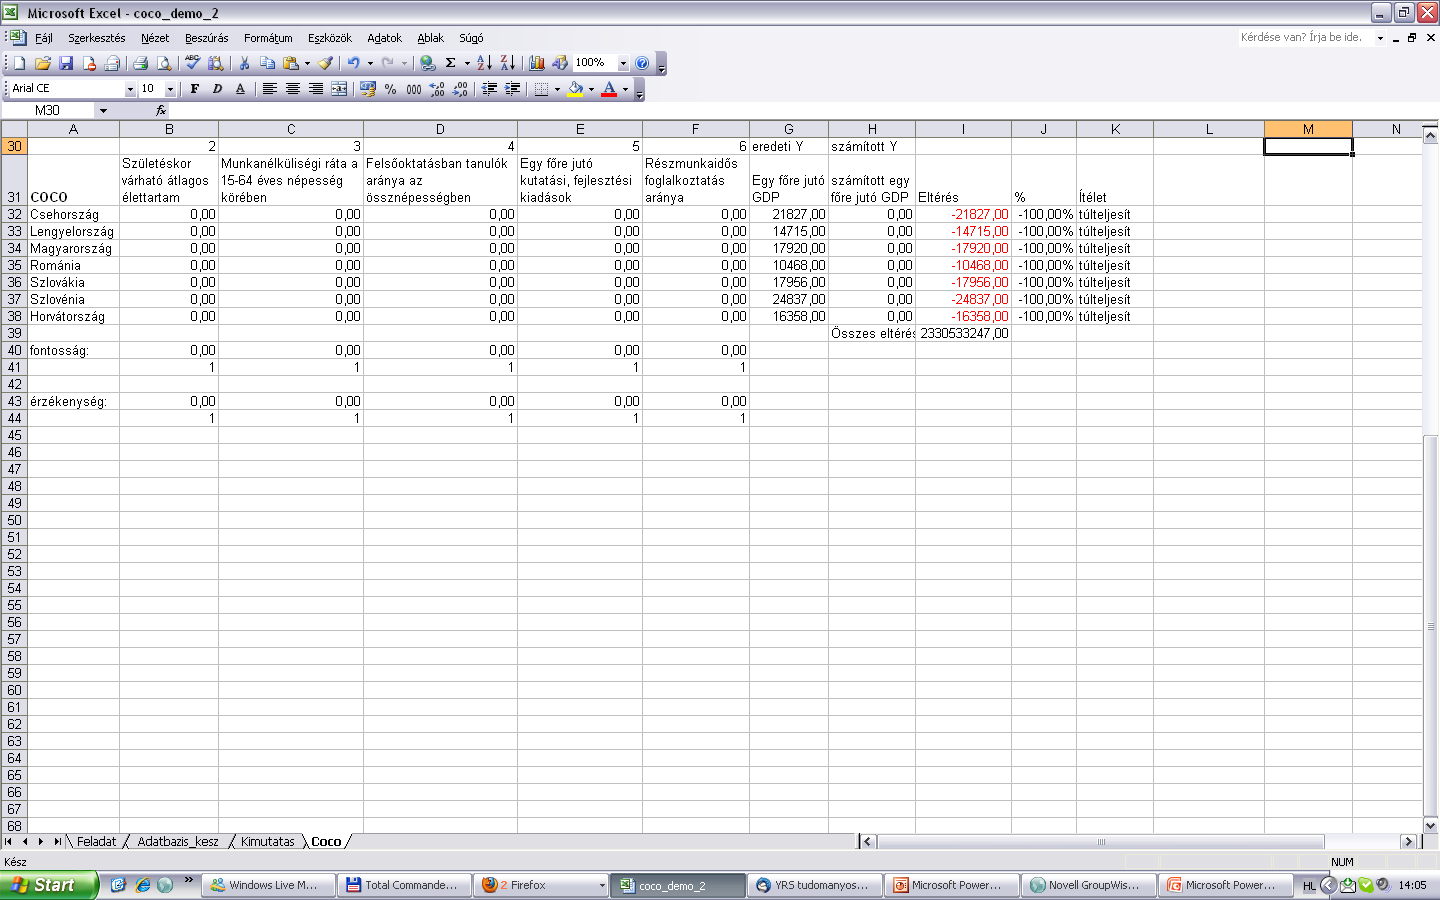 Microsoft Excel - coco_demo_2
Fájl Szerkesztés Nézet Beszúrás Formátum Eszközök Adatok Ablak Súgó
Kérdése van? Írja be ide.
100%
Arial CE 10 F D A % 000
M30 fx
A B C D E F G H I J K L M N
30 2 3 4 5 6 eredeti Y számított Y
Születéskor Munkanélküliségi ráta a Felsőoktatásban tanulók Egy főre jutó Részmunkaidős
várható átlagos 15-64 éves népesség aránya az kutatási, fejlesztési foglalkoztatás Egy főre jutó számított egy
31 COCO élettartam körében össznépességben kiadások aránya GDP főre jutó GDP Eltérés % Ítélet
32 Csehország 0,00 0,00 0,00 0,00 0,00 21827,00 0,00 -21827,00 -100,00% túlteljesít
33 Lengyelország 0,00 0,00 0,00 0,00 0,00 14715,00 0,00 -14715,00 -100,00% túlteljesít
34 Magyarország 0,00 0,00 0,00 0,00 0,00 17920,00 0,00 -17920,00 -100,00% túlteljesít
35 Románia 0,00 0,00 0,00 0,00 0,00 10468,00 0,00 -10468,00 -100,00% túlteljesít
36 Szlovákia 0,00 0,00 0,00 0,00 0,00 17956,00 0,00 -17956,00 -100,00% túlteljesít
37 Szlovénia 0,00 0,00 0,00 0,00 0,00 24837,00 0,00 -24837,00 -100,00% túlteljesít
38 Horvátország 0,00 0,00 0,00 0,00 0,00 16358,00 0,00 -16358,00 -100,00% túlteljesít
39 Összes eltérés 2330533247,00
40 fontosság: 0,00 0,00 0,00 0,00 0,00
41 1 1 1 1 1
42
43 érzékenység: 0,00 0,00 0,00 0,00 0,00
44 1 1 1 1 1
45
46
47
48
49
50
51
52
53
54
55
56
57
58
59
60
61
62
63
64
65
66
67
68
Feladat Adatbazis_kesz Kimutatas Coco
Kész NUM
Start » Windows Live M... Total Commande... 2 Firefox coco_demo_2 YRS tudomanyos... Microsoft Power... Novell GroupWis... Microsoft Power... HL 14:05